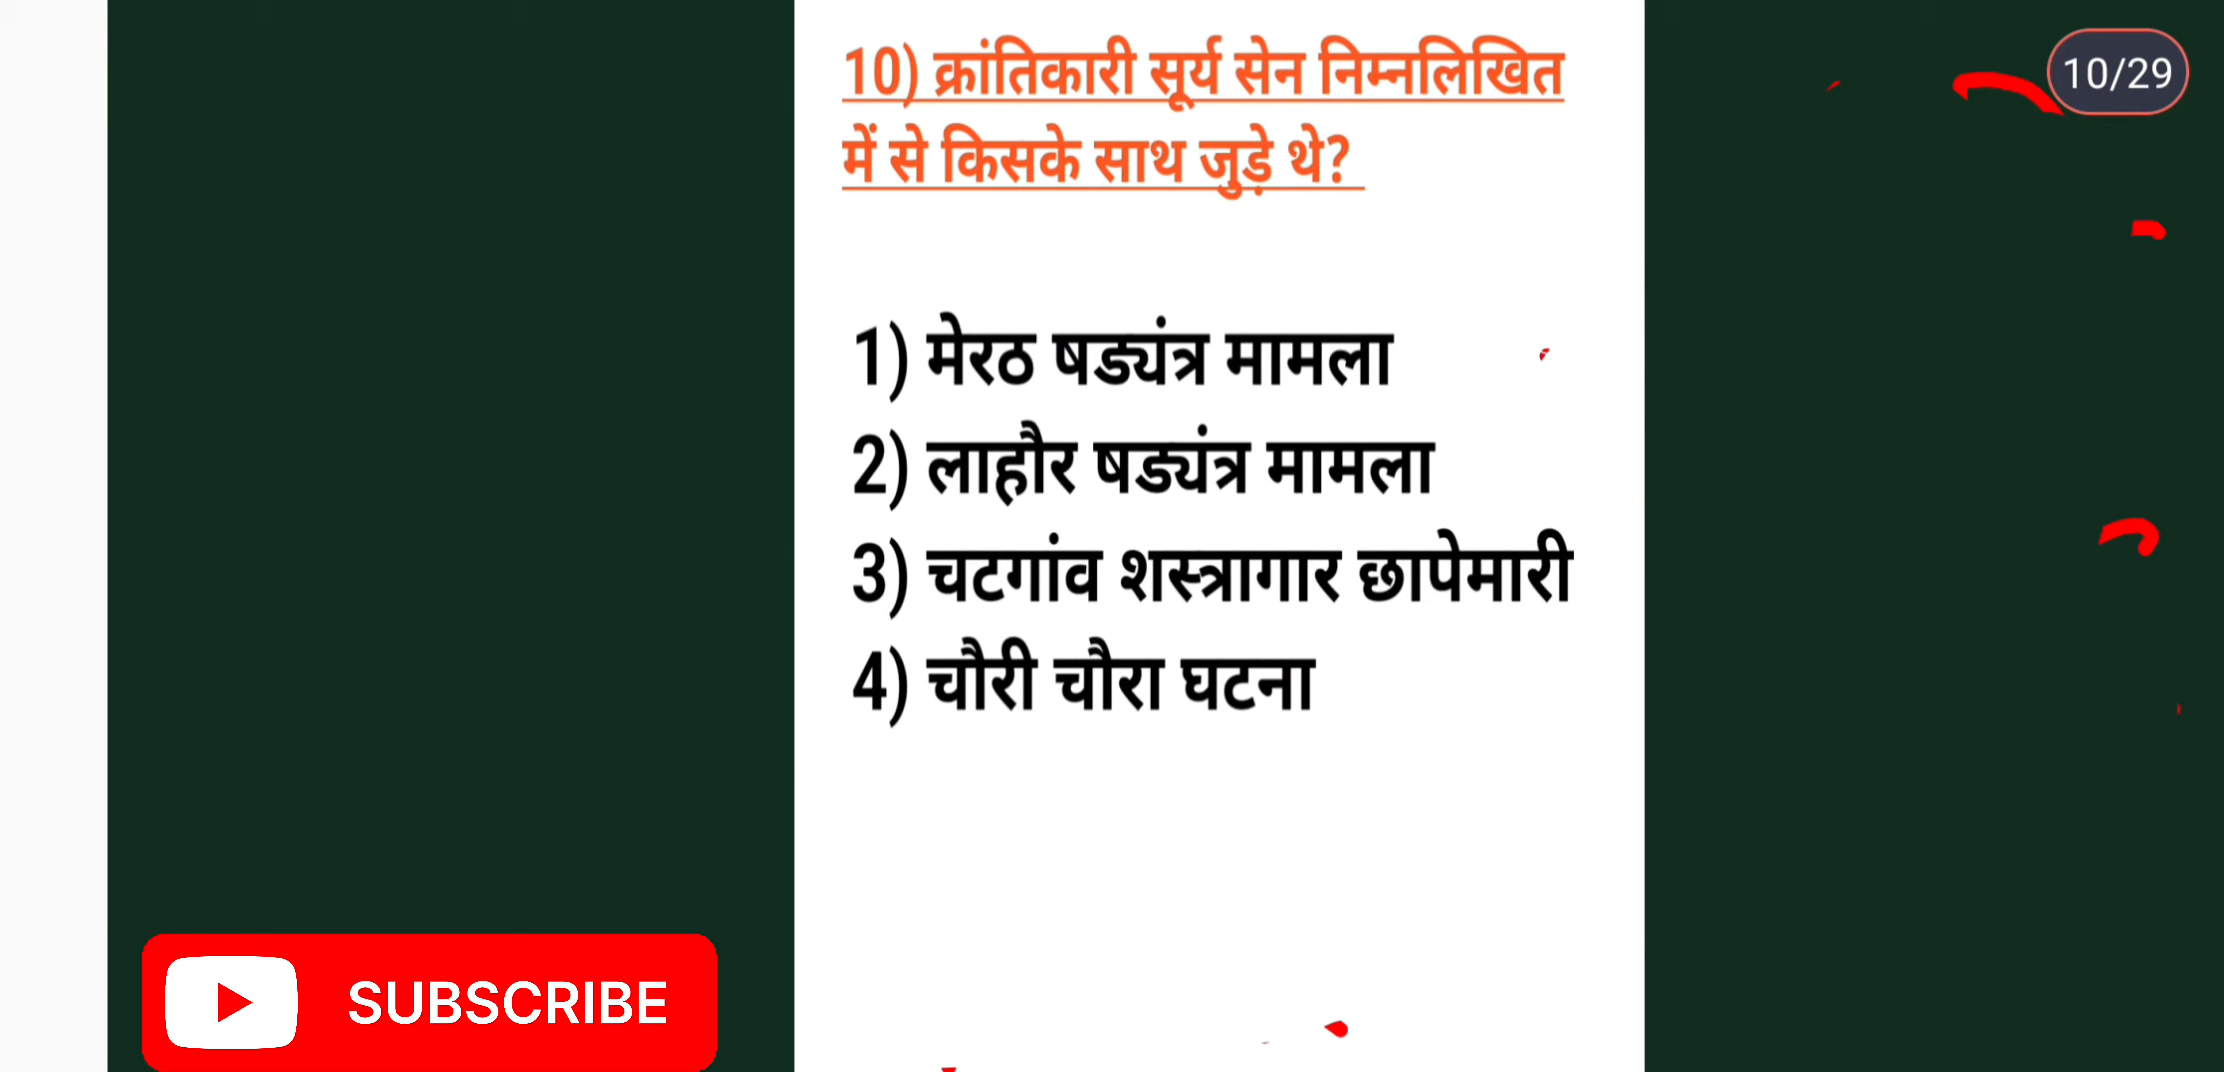 10) क्रांतिकारी सूर्य सेन निम्नलिखित
में से किसके साथ जुड़े थे?
10/29
1) मेरठ षड्यंत्र मामला
2) लाहौर षड्यंत्र मामला
3) चटगांव शस्त्रागार छापेमारी
4) चौरी चौरा घटना
SUBSCRIBE